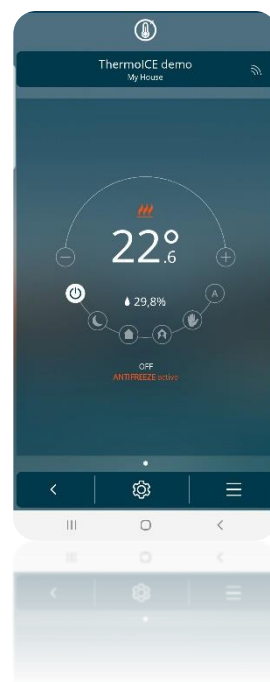 ThermoICE demo
My House
22°.6
29,8%
A
OFF
ANTIFREEZE active